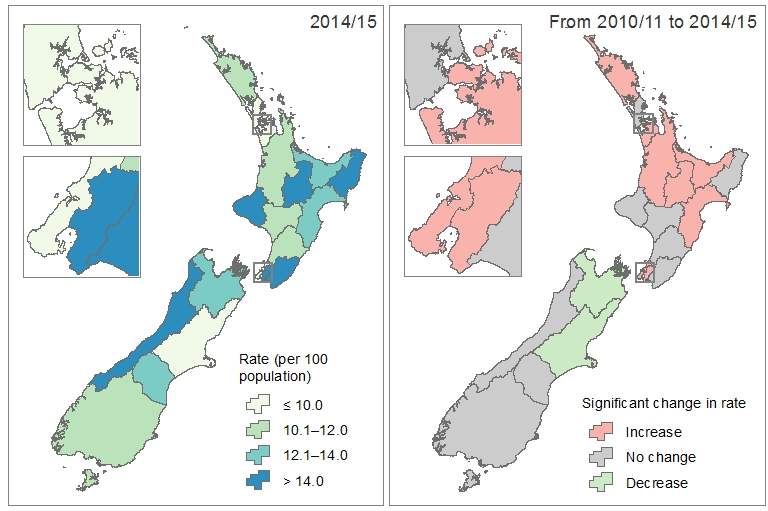 2014/15
Rate (per 100
population)
≤ 10.0
10.1–12.0
12.1–14.0
> 14.0
From 2010/11 to 2014/15
Significant change in rate
Increase
No change
Decrease